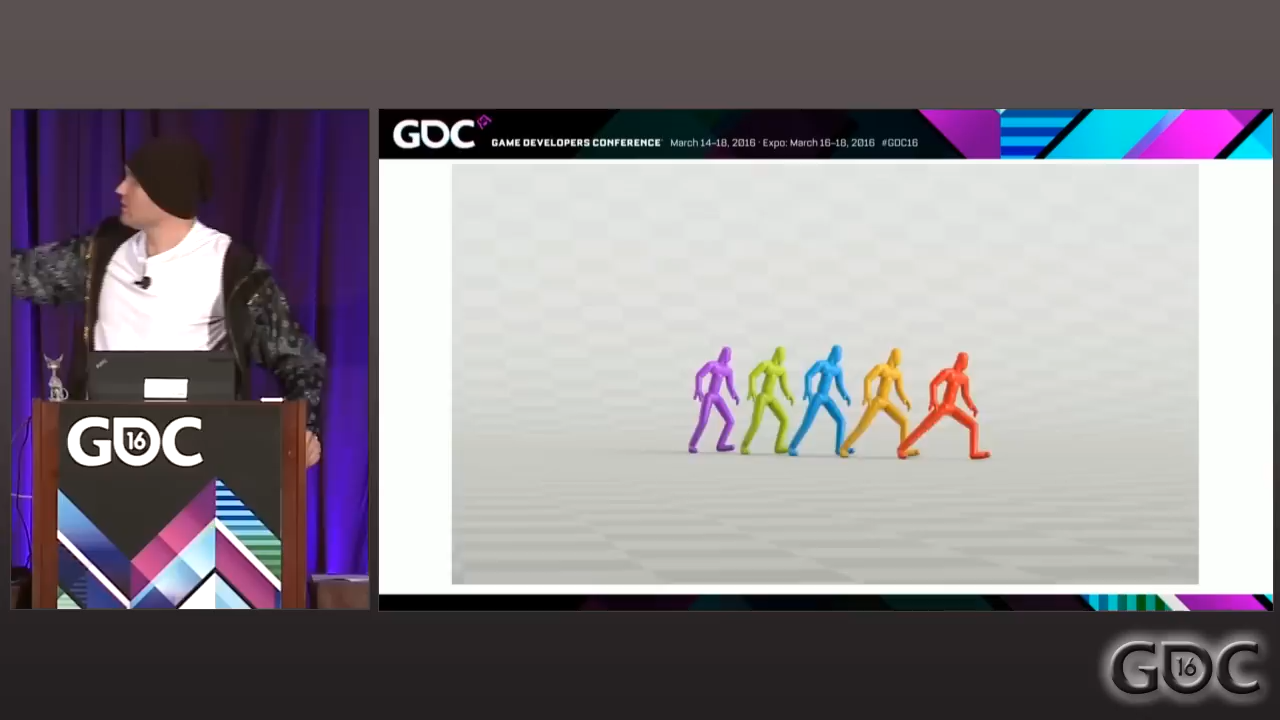 GDC
GAME DEVELOPERS CONFERENCE March 14–18, 2016 · Expo: March 16–18, 2016 #GDC16
GDC
16
GDC
16